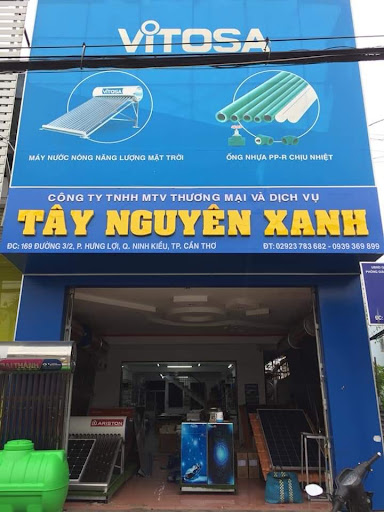 VITOSA
VITOSA
MÁY NƯỚC NÓNG NĂNG LƯỢNG MẶT TRỜI
ỐNG NHỰA PP-R CHỊU NHIỆT
CÔNG TY TNHH MTV THƯƠNG MẠI VÀ DỊCH VỤ
TÂY NGUYÊN XANH
ĐC: 169 ĐƯỜNG 3/2, P. HƯNG LỢI, Q. NINH KIỀU, TP. CẦN THƠ
ĐT: 02923 783 682 - 0939 369 899
ARISTON